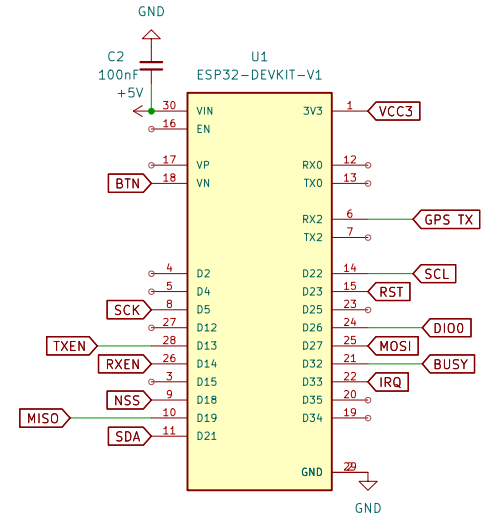 GND
C2
100nF
+5V
U1
ESP32-DEVKIT-V1
30 VIN 3V3 1 VCC3
16 EN
17 VP RX0 12
BTN 18 VN TX0 13
RX2 6 GPS TX
TX2 7
4 D2 D22 14 SCL
5 D4 D23 15 RST
SCK 8 D5 D25 23
27 D12 D26 24 DIO0
TXEN 28 D13 D27 25 MOSI
RXEN 26 D14 D32 21 BUSY
3 D15 D33 22 IRQ
NSS 9 D18 D35 20
MISO 10 D19 D34 19
SDA 11 D21
GND
GND